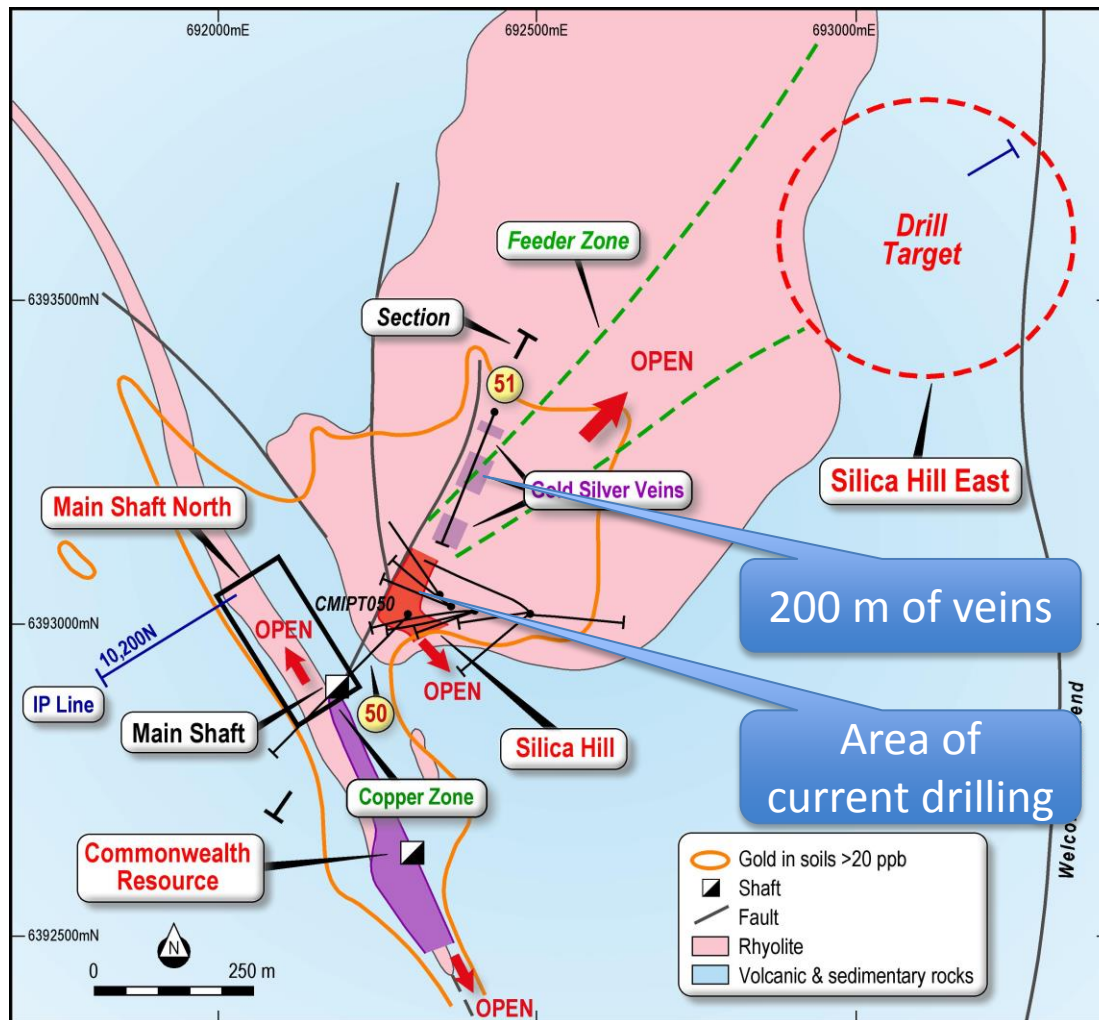 692000mE
692500mE
693000mE
Drill
Target
Feeder Zone
6393500mN
Section
OPEN
51
Silica Hill East
Main Shaft North
Gold Silver Veins
200 m of veins
CMIPT050
6393000mN
OPEN
10,200N
OPEN
IP Line
50
Main Shaft
Silica Hill
Area of
current drilling
Copper Zone
Commonwealth
Resource
6392500mN
N
0
250 m
OPEN
Gold in soils >20 ppb
Shaft
Fault
Rhyolite
Volcanic & sedimentary rocks